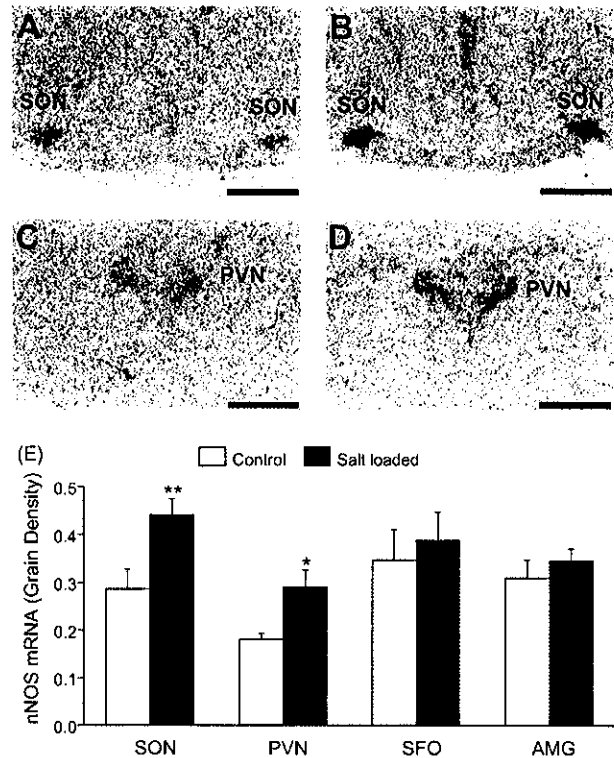 A
B
SON
SON
SON
SON
C
D
PVN
PVN
(E)
Control
Salt loaded
nNOS mRNA (Grain Density)
0.5
0.4
0.3
0.2
0.1
0.0
**
*
SON
PVN
SFO
AMG